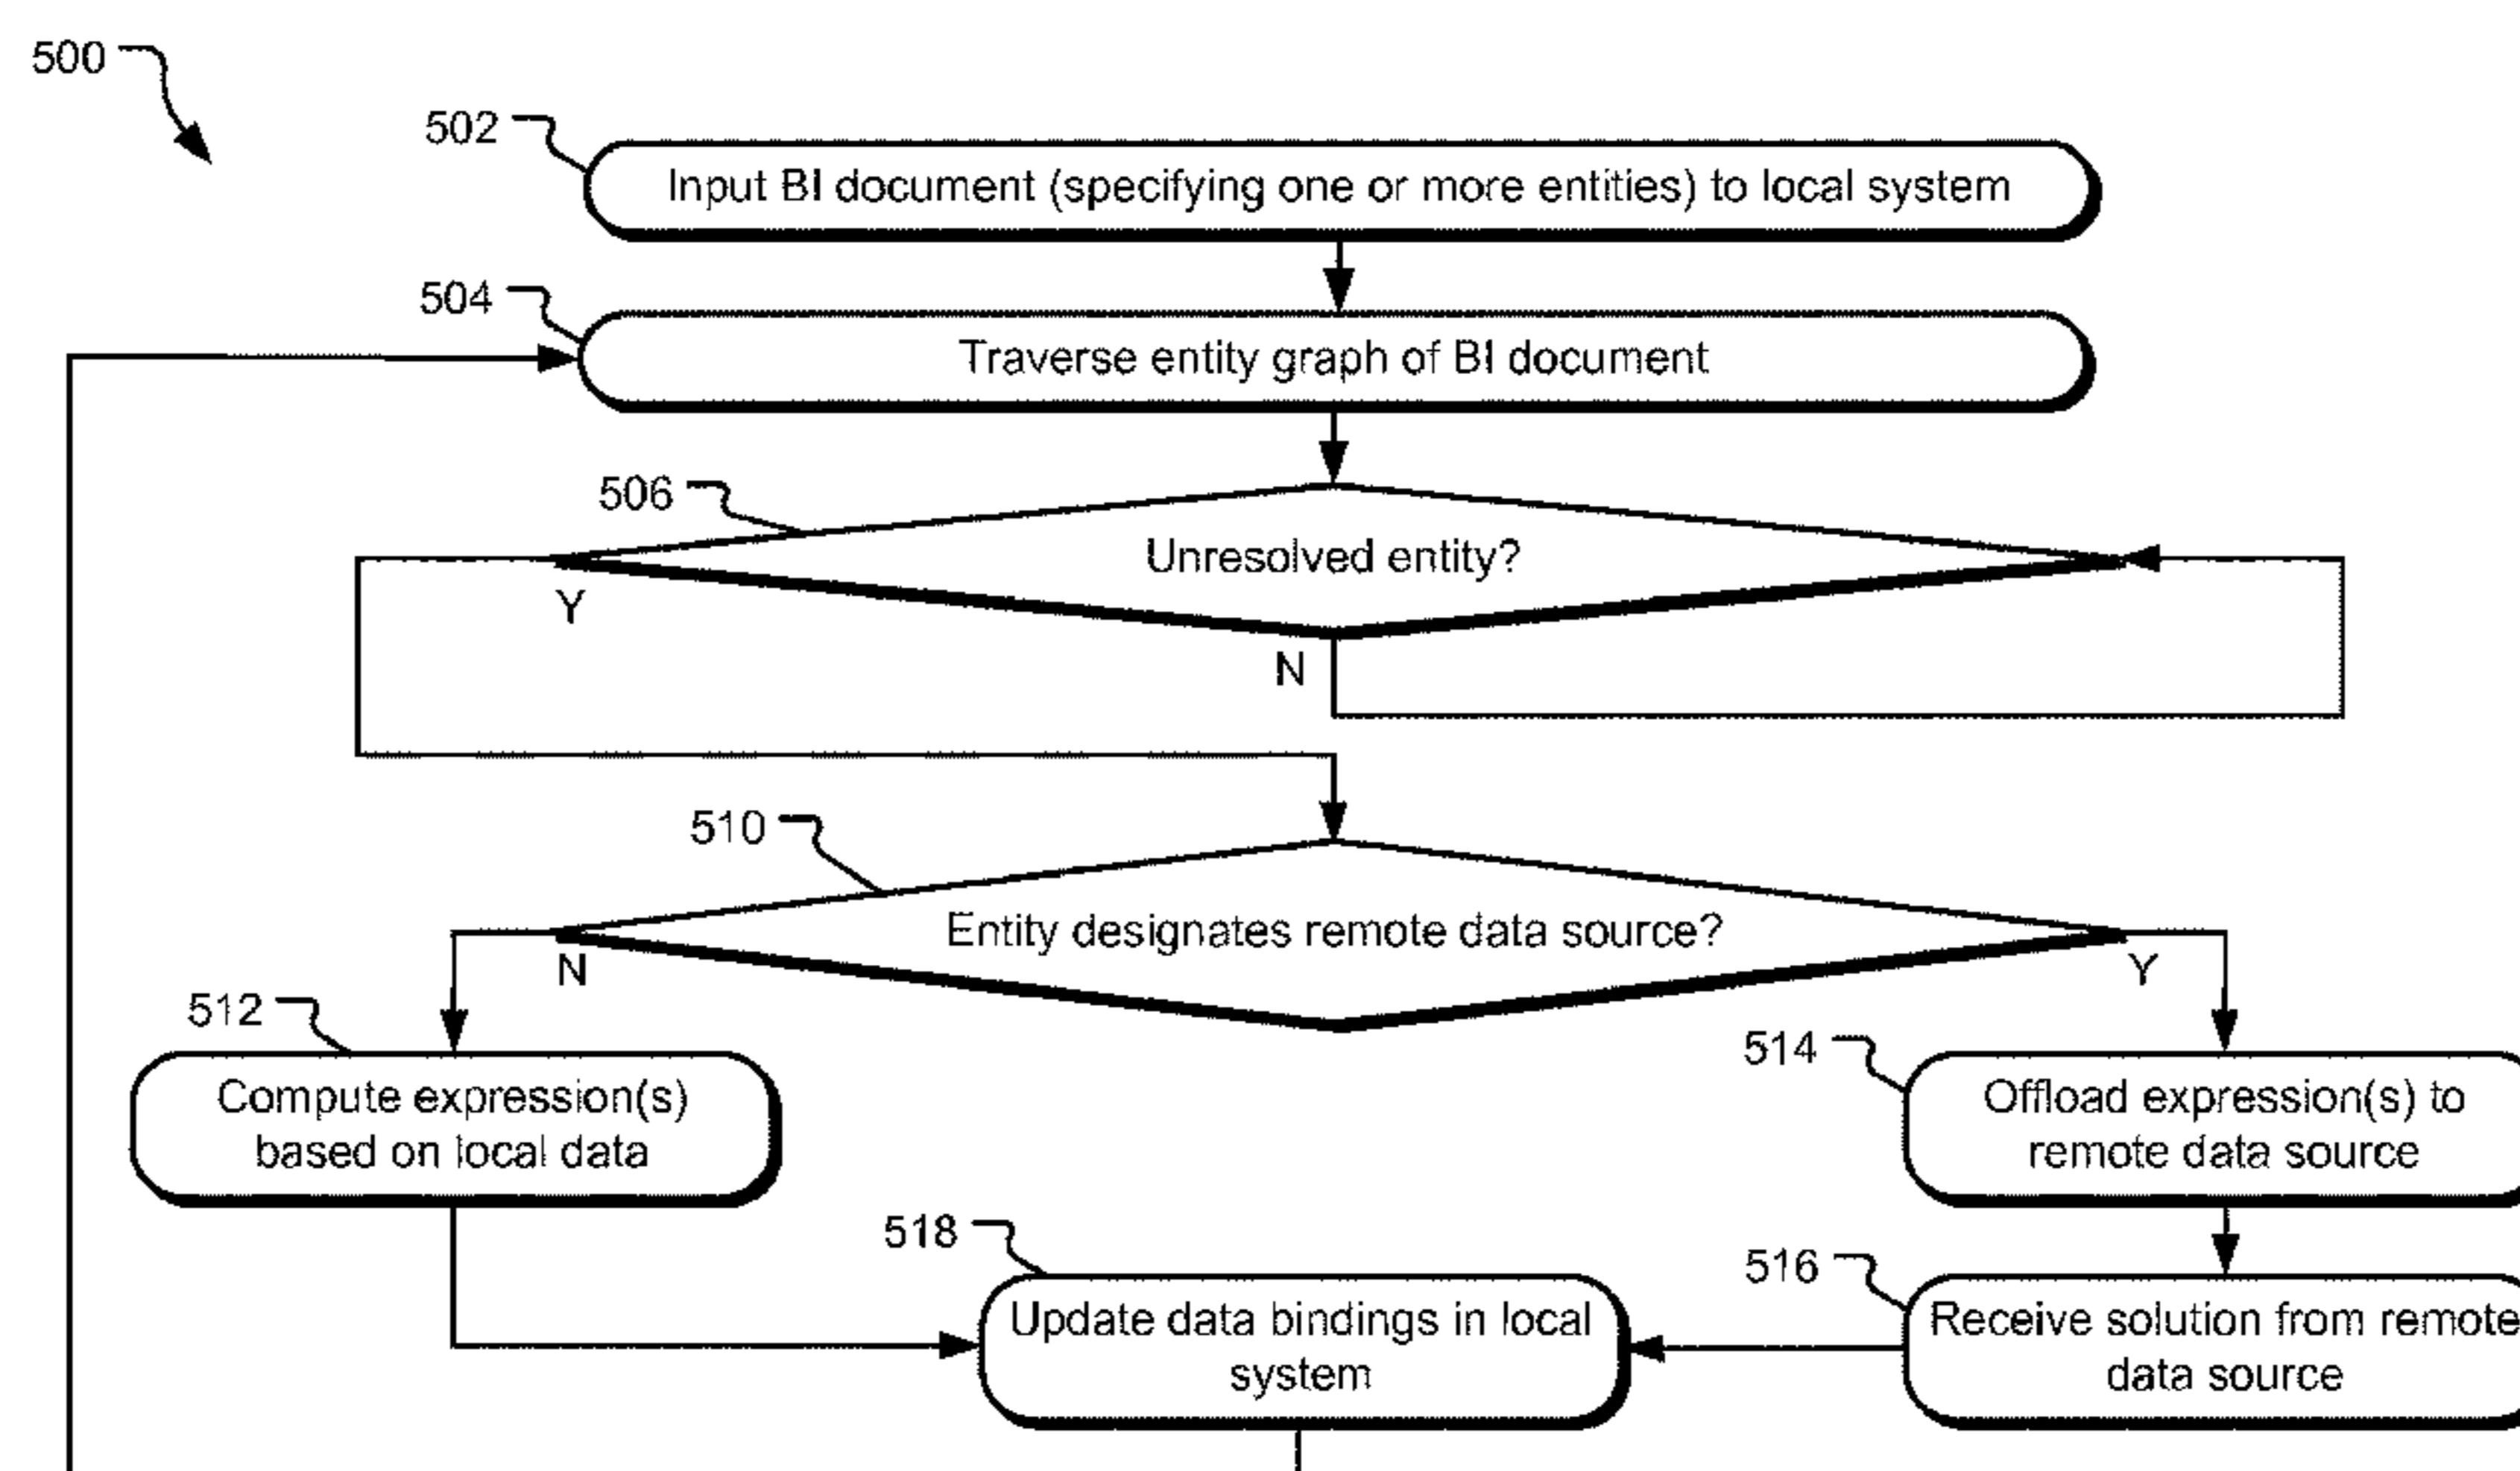 500
502
Input BI document (specifying one or more entities) to local system
504
Traverse entity graph of BI document
506
Unresolved entity?
Y
N
510
Entity designates remote data source?
N
Y
512
Compute expression(s)
based on local data
514
Offload expression(s) to
remote data source
518
Update data bindings in local
system
516
Receive solution from remote
data source